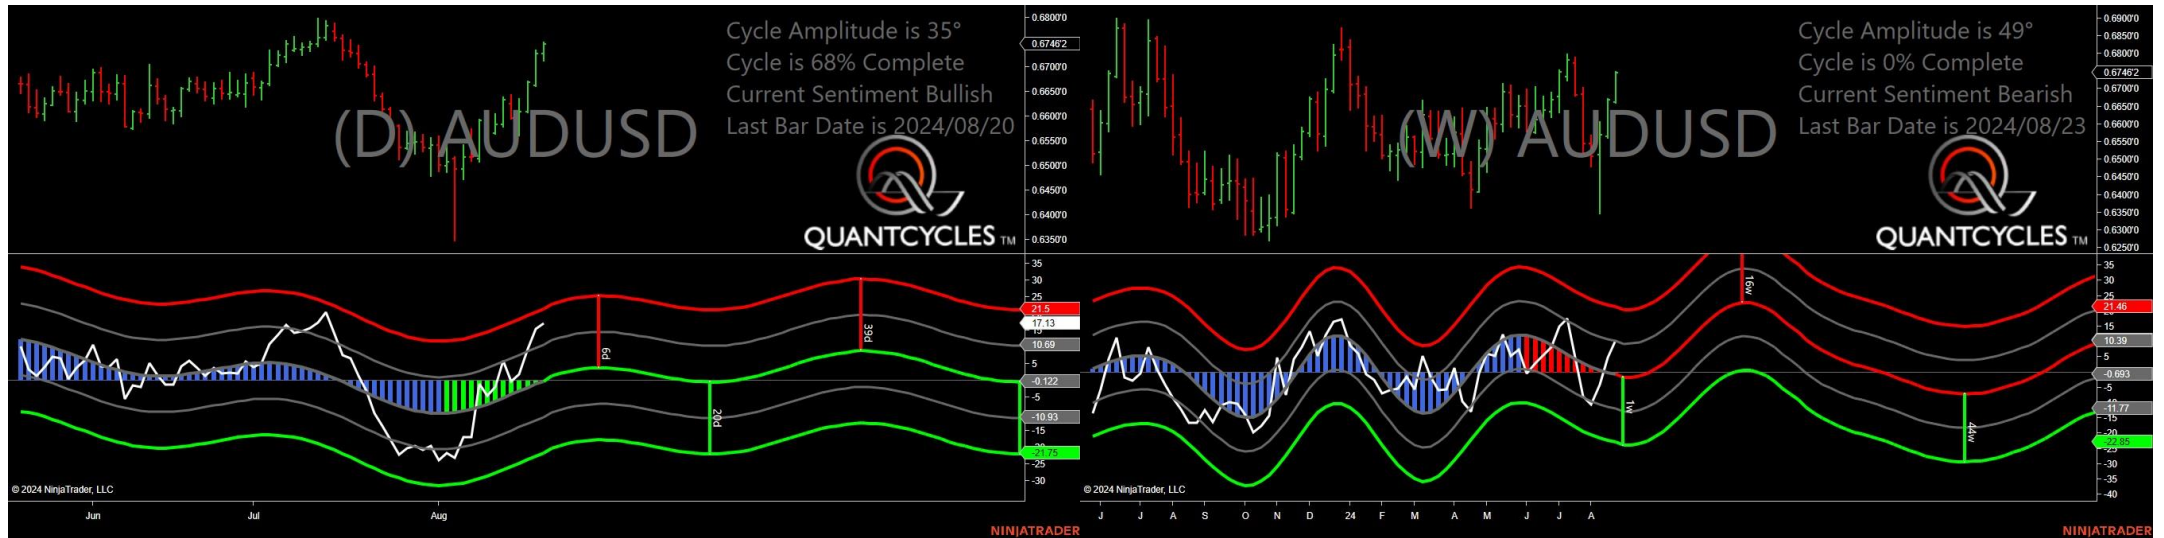 Cycle Amplitude is 35°
Cycle is 68% Complete
Current Sentiment Bullish
Last Bar Date is 2024/08/20
(D) AUDUSD
QUANTCYCLES TM
0.6800'0
0.6746'2
0.6700'0
0.6650'0
0.6600'0
0.6550'0
0.6500'0
0.6450'0
0.6400'0
0.6350'0
35
30
25
21.5
17.13
15
10.69
5
-0.122
-5
-10.93
-15
-21.75
-25
-30
6d
20d
39d
© 2024 NinjaTrader, LLC
Jun Jul Aug
NINJATRADER
Cycle Amplitude is 49°
Cycle is 0% Complete
Current Sentiment Bearish
Last Bar Date is 2024/08/23
(W) AUDUSD
QUANTCYCLES TM
0.6900'0
0.6850'0
0.6800'0
0.6746'2
0.6700'0
0.6650'0
0.6600'0
0.6550'0
0.6500'0
0.6450'0
0.6400'0
0.6350'0
0.6300'0
0.6250'0
35
30
25
21.46
20
15
10.39
5
-0.693
-5
-11.77
-15
-20
-22.85
-30
-35
-40
1w
16w
44w
© 2024 NinjaTrader, LLC
J J A S O N D 24 F M A M J J A
NINJATRADER